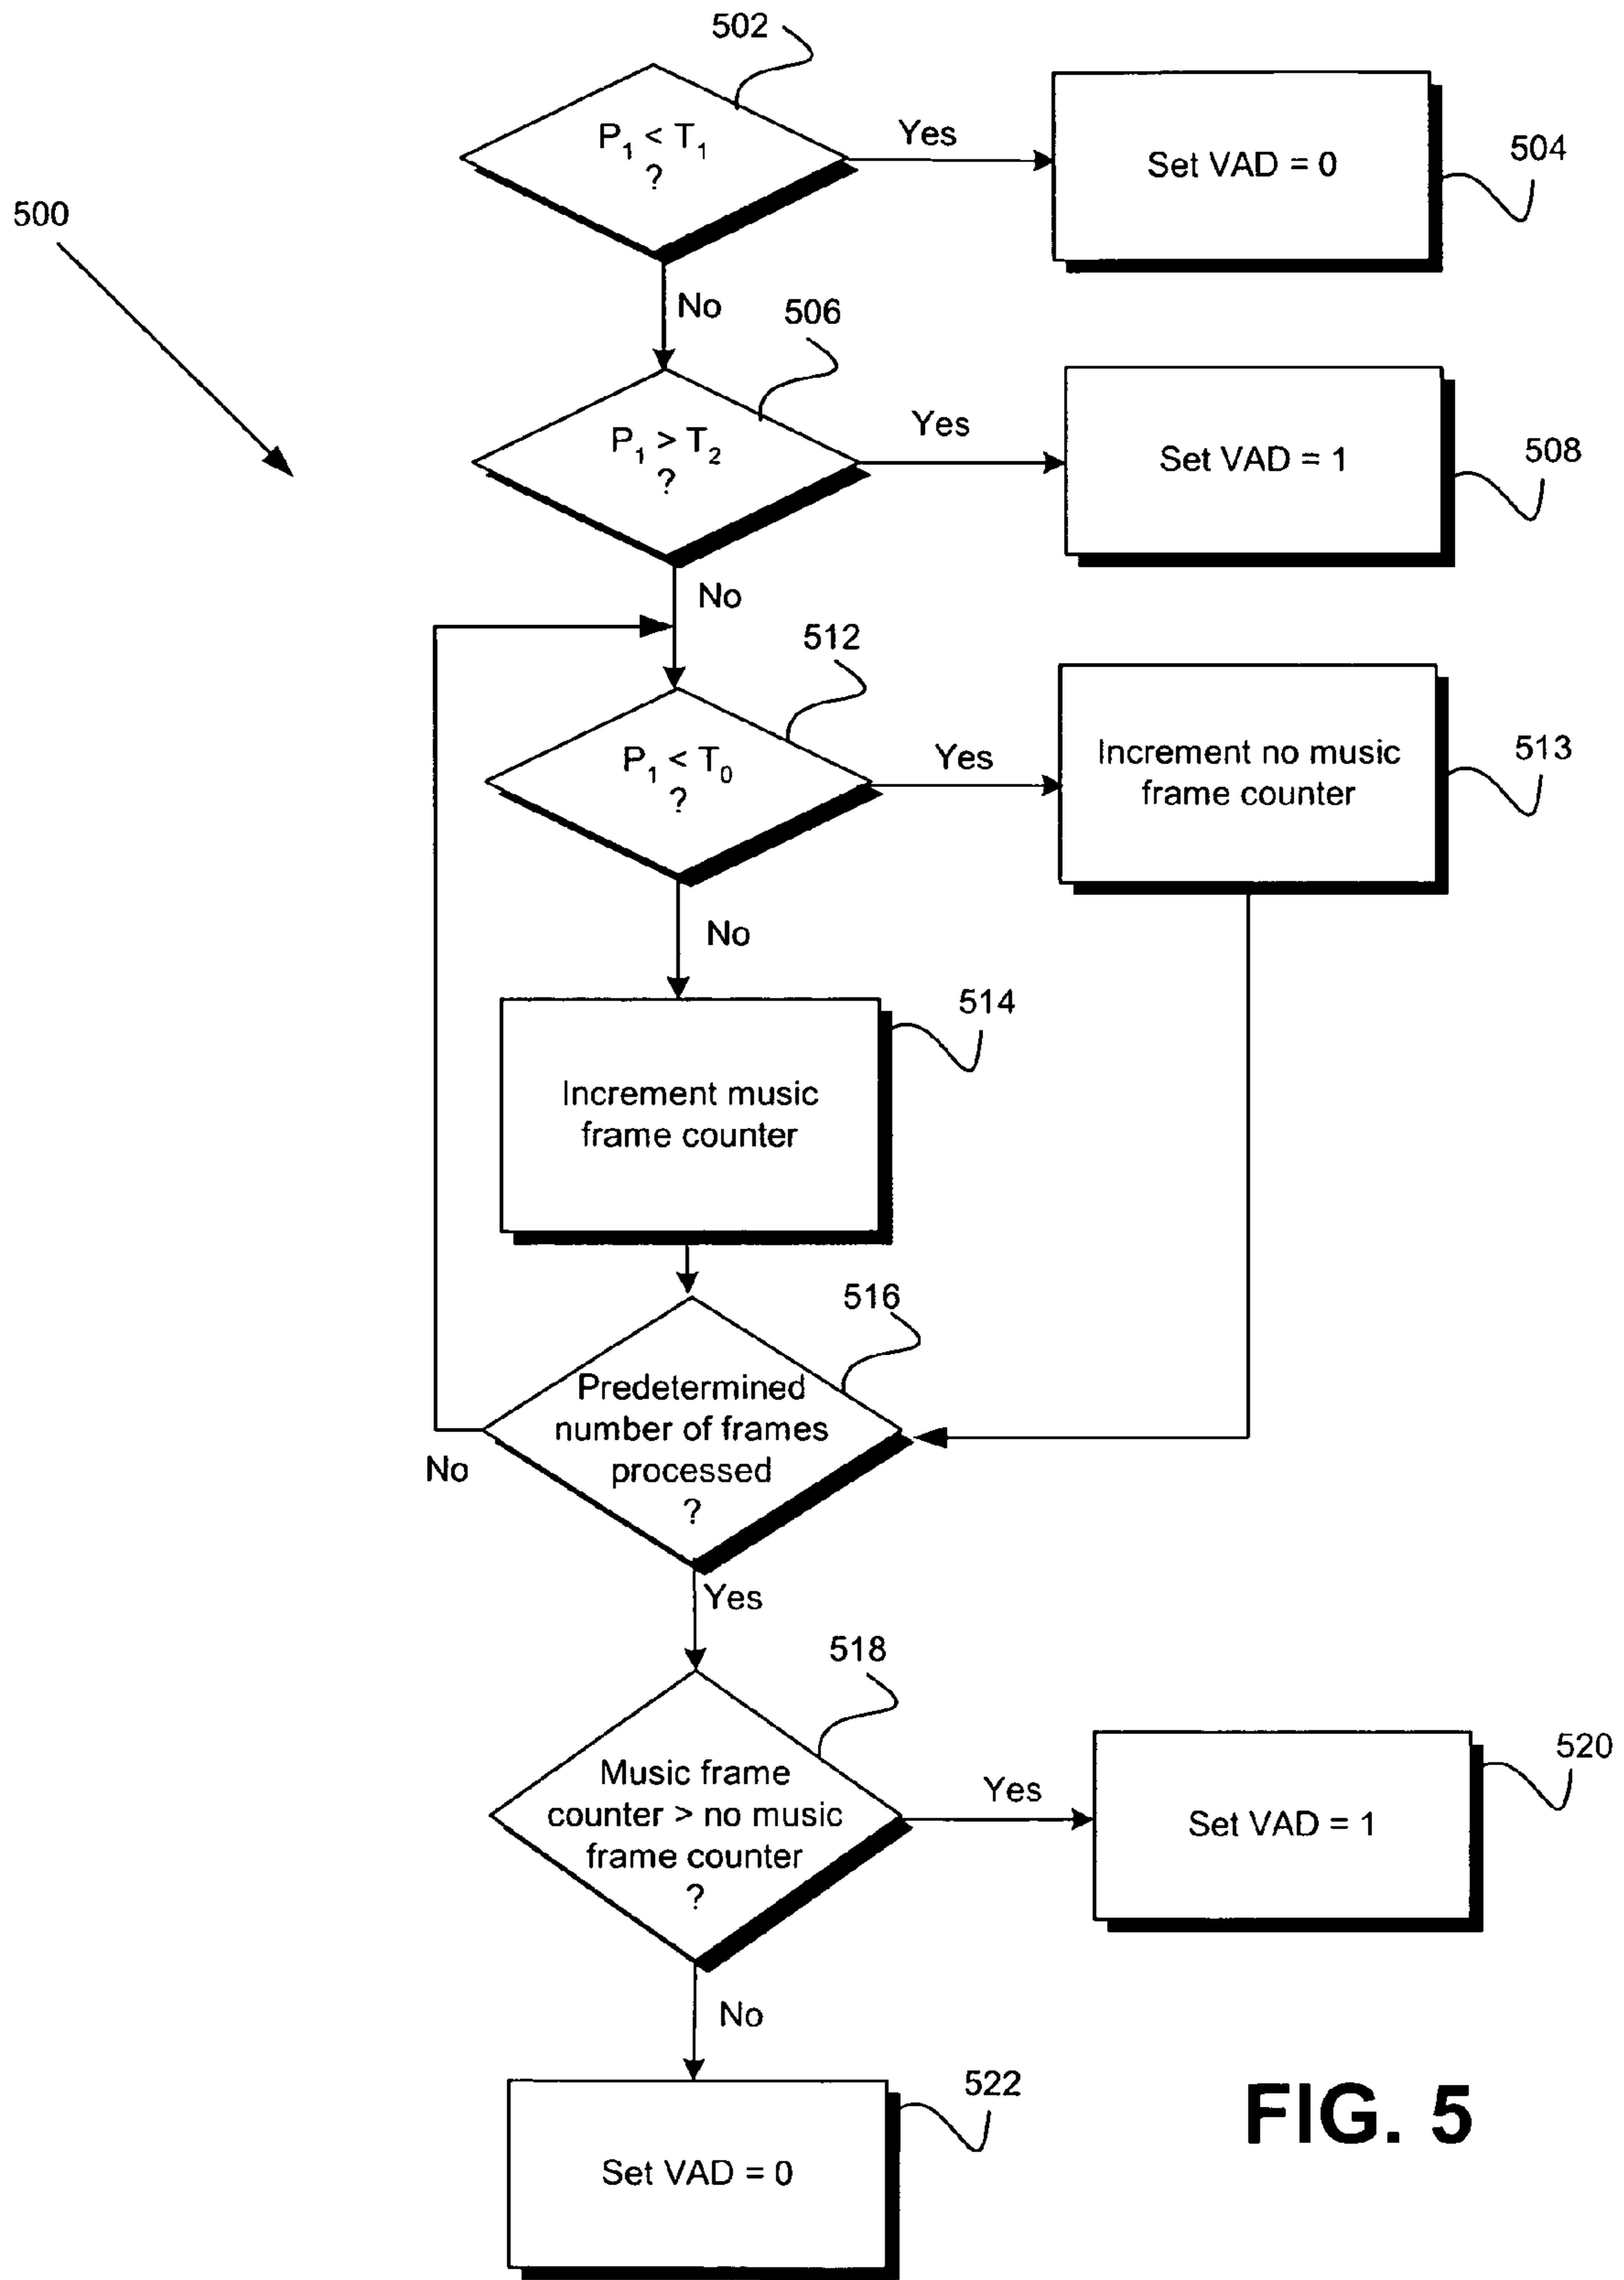 502
P₁ < T₁
?
Yes
Set VAD = 0
504
500
No
506
P₁ > T₂
?
Yes
Set VAD = 1
508
No
512
P₁ < T₀
?
Yes
Increment no music
frame counter
513
No
514
Increment music
frame counter
516
Predetermined
number of frames
processed
?
No
Yes
518
Music frame
counter > no music
frame counter
?
Yes
Set VAD = 1
520
No
522
Set VAD = 0
FIG. 5